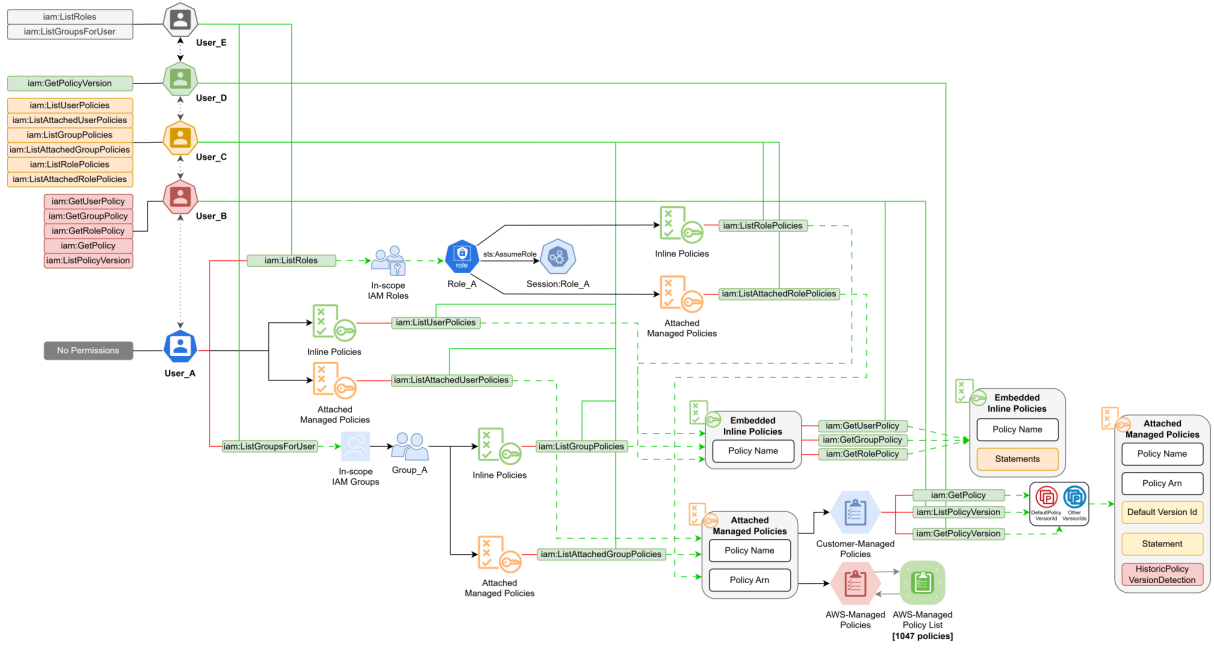 iam:ListRoles
iam:ListGroupsForUser
User_E
iam:GetPolicyVersion
User_D
iam:ListUserPolicies
iam:ListAttachedUserPolicies
iam:ListGroupPolicies
iam:ListAttachedGroupPolicies
iam:ListRolePolicies
iam:ListAttachedRolePolicies
User_C
iam:GetUserPolicy
iam:GetGroupPolicy
iam:GetRolePolicy
iam:GetPolicy
iam:ListPolicyVersion
User_B
No Permissions
User_A
iam:ListRoles
In-scope
IAM Roles
role
Role_A
sts:AssumeRole
Session:Role_A
Inline Policies
iam:ListRolePolicies
Attached
Managed Policies
iam:ListAttachedRolePolicies
Inline Policies
iam:ListUserPolicies
Attached
Managed Policies
iam:ListAttachedUserPolicies
iam:ListGroupsForUser
In-scope
IAM Groups
Group_A
Inline Policies
iam:ListGroupPolicies
Attached
Managed Policies
iam:ListAttachedGroupPolicies
Embedded
Inline Policies
Policy Name
iam:GetUserPolicy
iam:GetGroupPolicy
iam:GetRolePolicy
Embedded
Inline Policies
Policy Name
Statements
Attached
Managed Policies
Policy Name
Policy Arn
Customer-Managed
Policies
iam:GetPolicy
iam:ListPolicyVersion
iam:GetPolicyVersion
DefaultPolicy
VersionId
Other
VersionIds
AWS-Managed
Policies
AWS-Managed
Policy List
[1047 policies]
Attached
Managed Policies
Policy Name
Policy Arn
Default Version Id
Statement
HistoricPolicy
VersionDetection